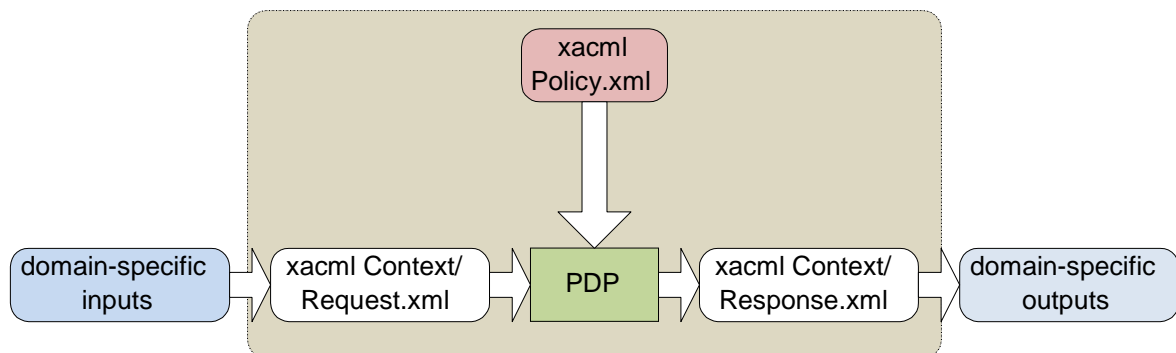 xacml
Policy.xml
domain-specific
inputs
xacml Context/
Request.xml
PDP
xacml Context/
Response.xml
domain-specific
outputs